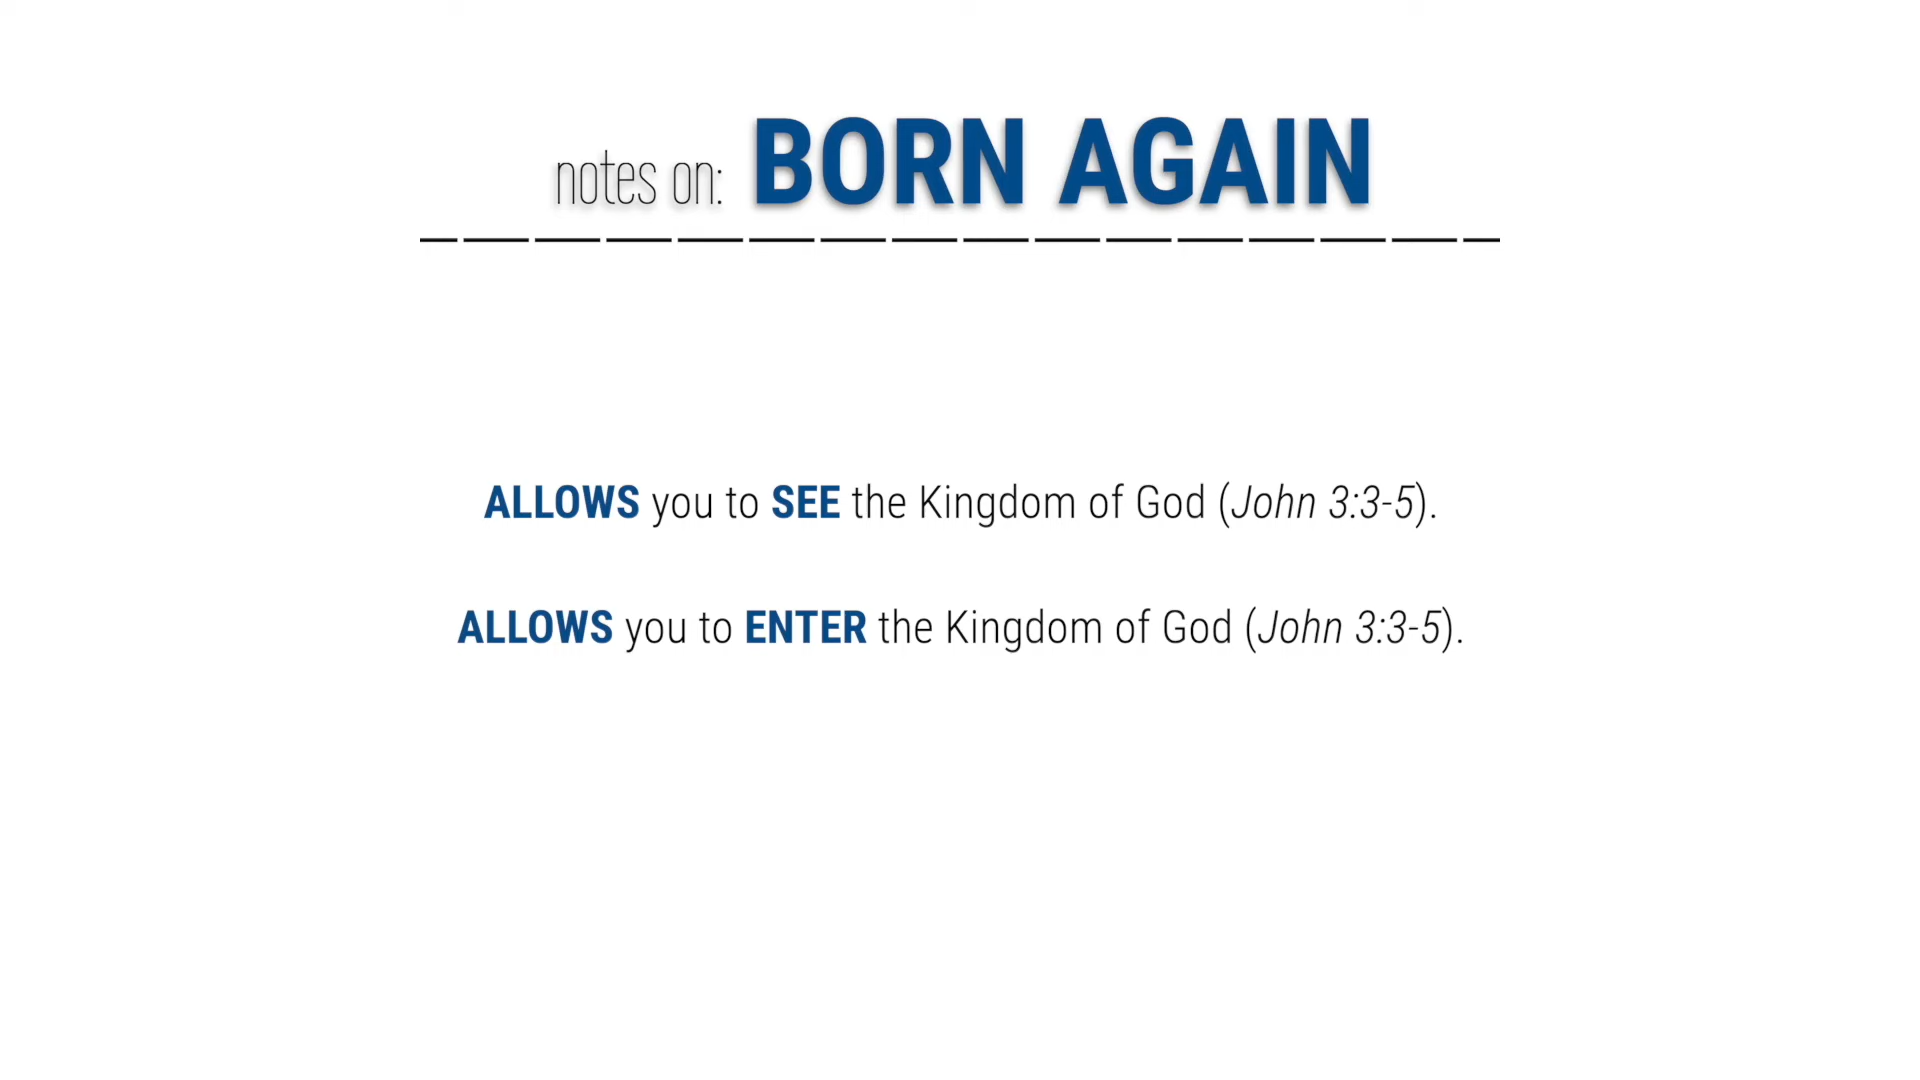 notes on: BORN AGAIN
ALLOWS you to SEE the Kingdom of God (John 3:3-5).
ALLOWS you to ENTER the Kingdom of God (John 3:3-5).